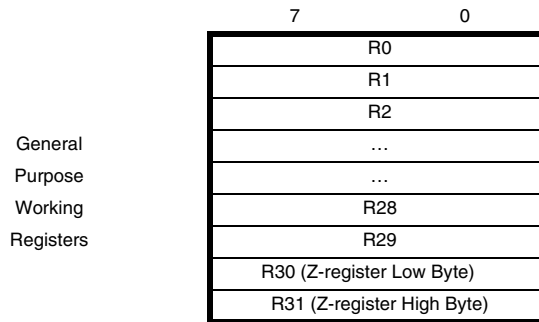 7 0
R0
R1
R2
General …
Purpose …
Working R28
Registers R29
R30 (Z-register Low Byte)
R31 (Z-register High Byte)